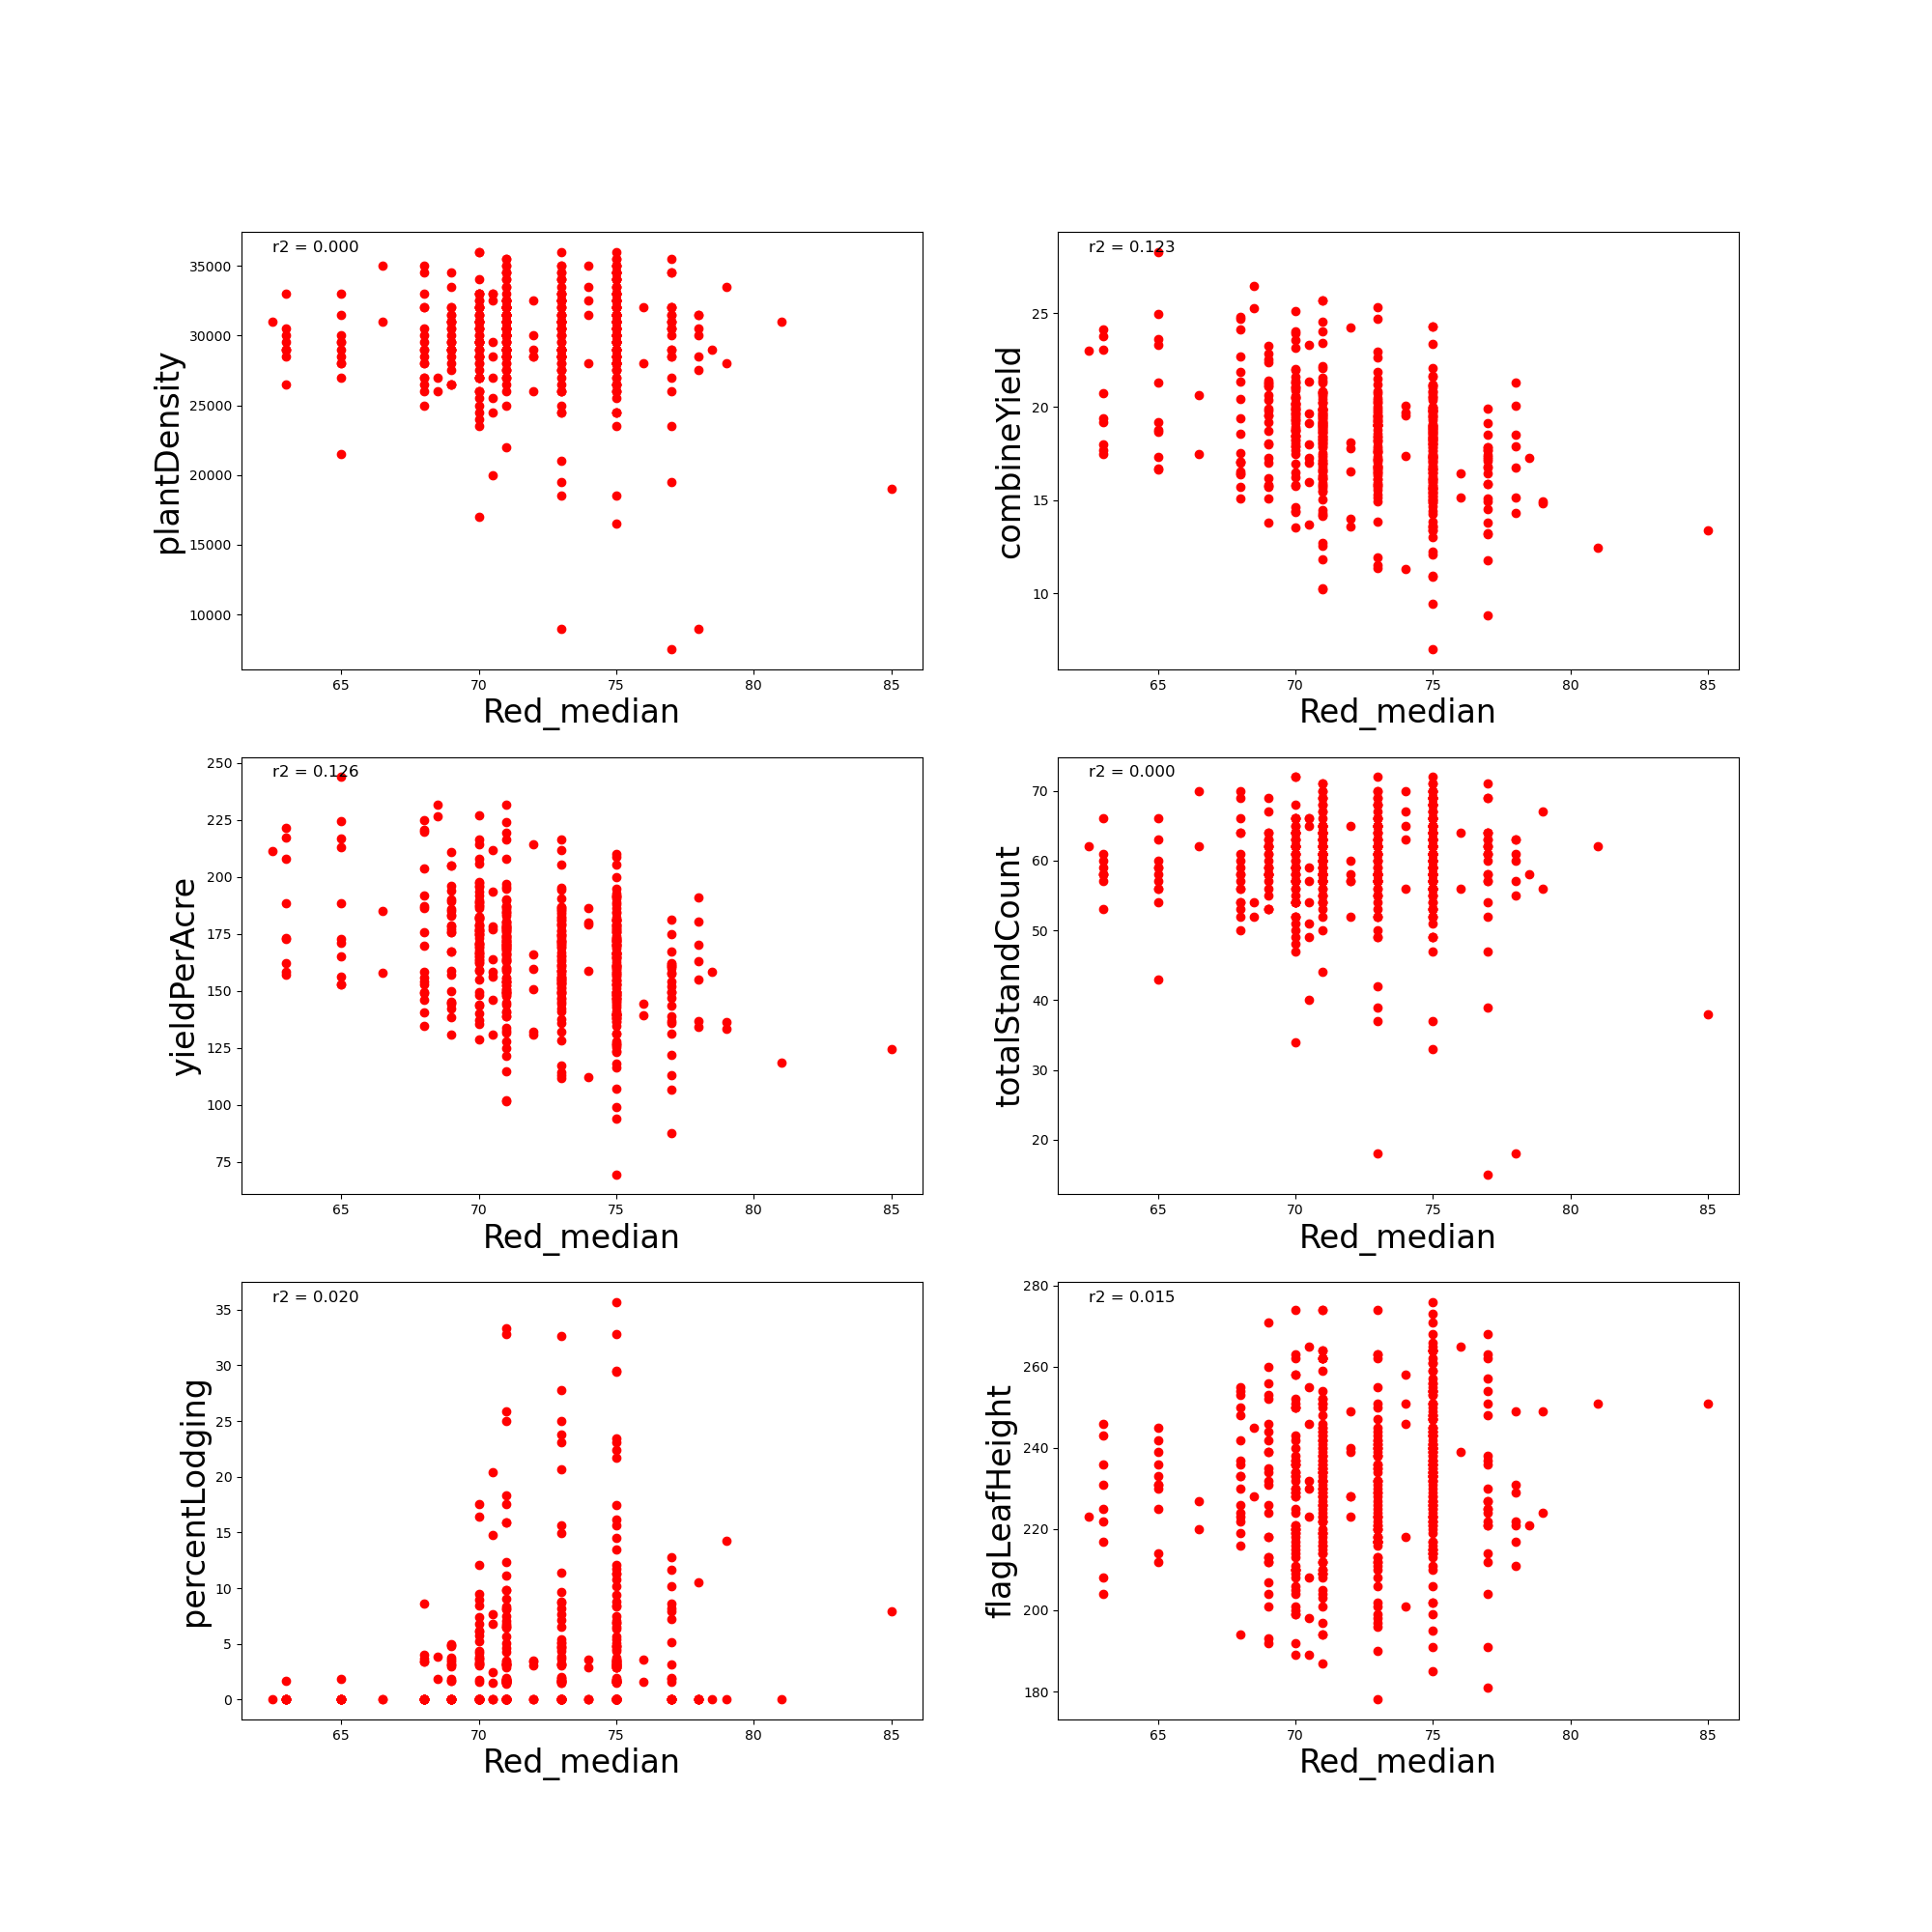 r2 = 0.000
35000
30000
25000
20000
15000
10000
plantDensity
65 70 75 80 85
Red_median
r2 = 0.123
25
20
15
10
combineYield
65 70 75 80 85
Red_median
r2 = 0.126
250
225
200
175
150
125
100
75
yieldPerAcre
65 70 75 80 85
Red_median
r2 = 0.000
70
60
50
40
30
20
totalStandCount
65 70 75 80 85
Red_median
r2 = 0.020
35
30
25
20
15
10
5
0
percentLodging
65 70 75 80 85
Red_median
r2 = 0.015
280
260
240
220
200
180
flagLeafHeight
65 70 75 80 85
Red_median